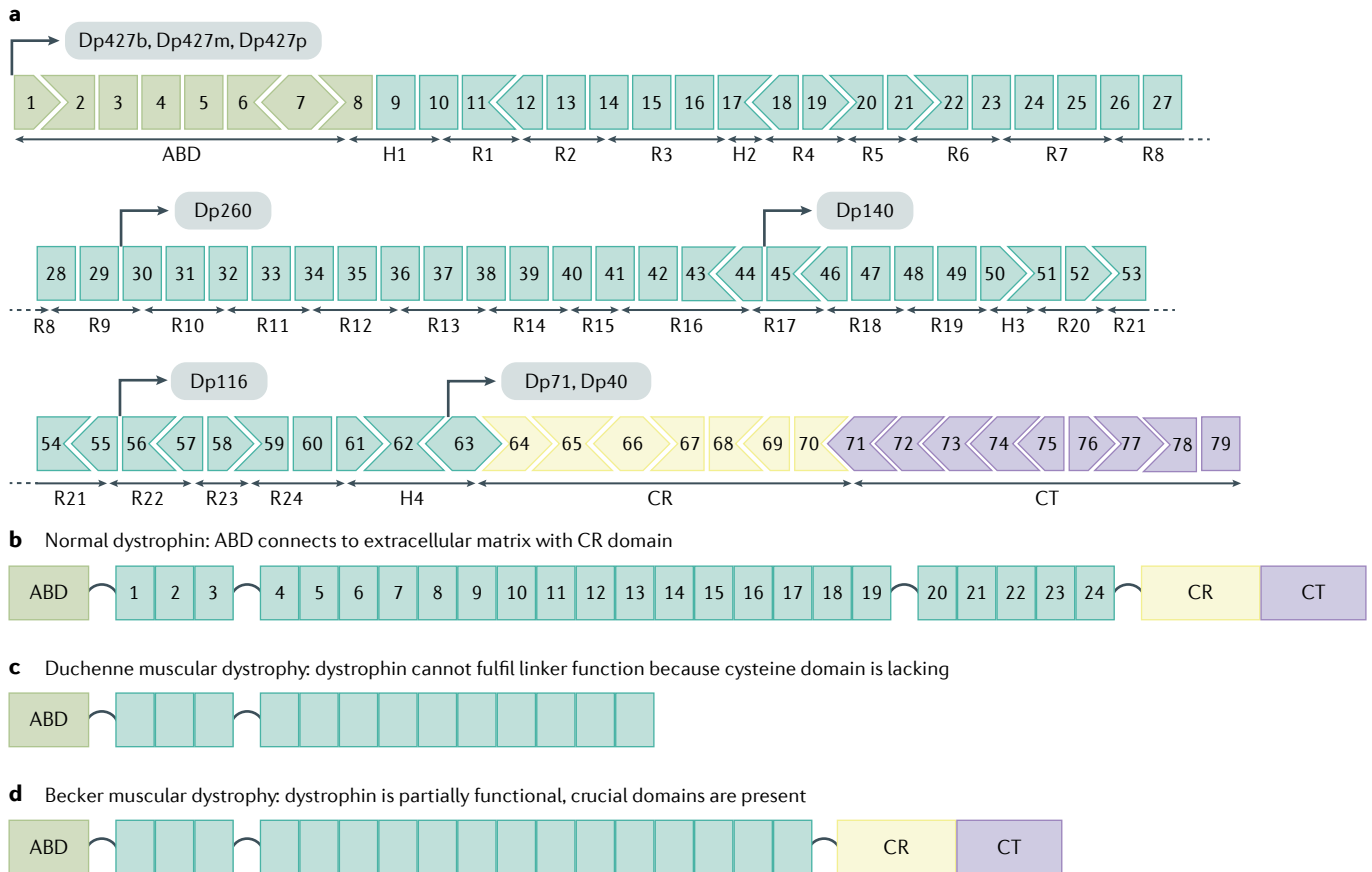 a
Dp427b, Dp427m, Dp427p
1 2 3 4 5 6 7 8 9 10 11 12 13 14 15 16 17 18 19 20 21 22 23 24 25 26 27
ABD H1 R1 R2 R3 H2 R4 R5 R6 R7 R8
Dp260 Dp140
28 29 30 31 32 33 34 35 36 37 38 39 40 41 42 43 44 45 46 47 48 49 50 51 52 53
R8 R9 R10 R11 R12 R13 R14 R15 R16 R17 R18 R19 H3 R20 R21
Dp116 Dp71, Dp40
54 55 56 57 58 59 60 61 62 63 64 65 66 67 68 69 70 71 72 73 74 75 76 77 78 79
R21 R22 R23 R24 H4 CR CT
b Normal dystrophin: ABD connects to extracellular matrix with CR domain
ABD 1 2 3 4 5 6 7 8 9 10 11 12 13 14 15 16 17 18 19 20 21 22 23 24 CR CT
c Duchenne muscular dystrophy: dystrophin cannot fulfil linker function because cysteine domain is lacking
ABD
d Becker muscular dystrophy: dystrophin is partially functional, crucial domains are present
ABD CR CT